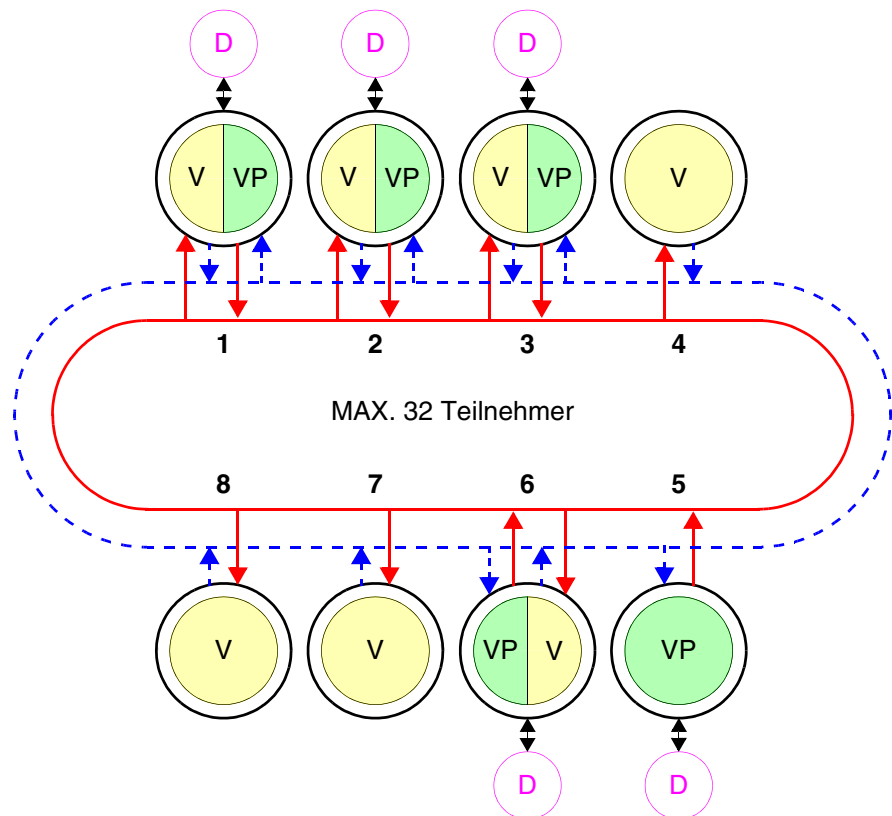 D D D
V VP V VP V VP V
1 2 3 4
MAX. 32 Teilnehmer
8 7 6 5
V V VP V VP
D D